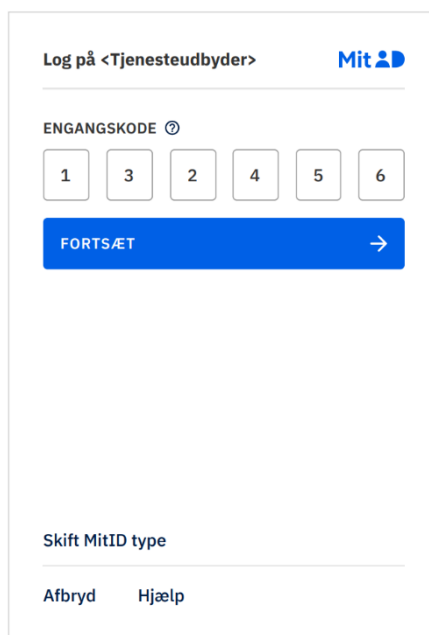 Log på <Tjenesteudbyder> MitID
ENGANGSKODE ?
1 3 2 4 5 6
FORTSÆT →
Skift MitID type
Afbryd Hjælp